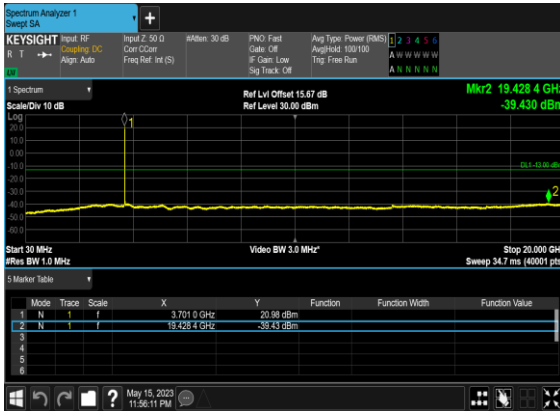 Spectrum Analyzer 1
Swept SA
KEYSIGHT Input: RF Input Z: 50 Ω #Atten: 30 dB PNO: Fast Avg Type: Power (RMS) 1 2 3 4 5 6
R T Coupling: DC Corr CCorr Gate: Off Avg|Hold: 100/100 A W W W W W
Align: Auto Freq Ref: Int (S) IF Gain: Low Trig: Free Run
Sig Track: Off A N N N N N
1 Spectrum Ref Lvl Offset 15.67 dB Mkr2 19.428 4 GHz
Scale/Div 10 dB Ref Level 30.00 dBm -39.430 dBm
Log 1
20.0
10.0
0.00
-10.0 DL1 -13.00 dBm
-20.0
-30.0
-40.0 2
-50.0
-60.0
Start 30 MHz Video BW 3.0 MHz* Stop 20.000 GH
#Res BW 1.0 MHz Sweep 34.7 ms (40001 pts
5 Marker Table
Mode Trace Scale X Y Function Function Width Function Value
1 N 1 f 3.701 0 GHz 20.98 dBm
2 N 1 f 19.428 4 GHz -39.43 dBm
3
4
5
6
? May 15, 2023
11:56:11 PM